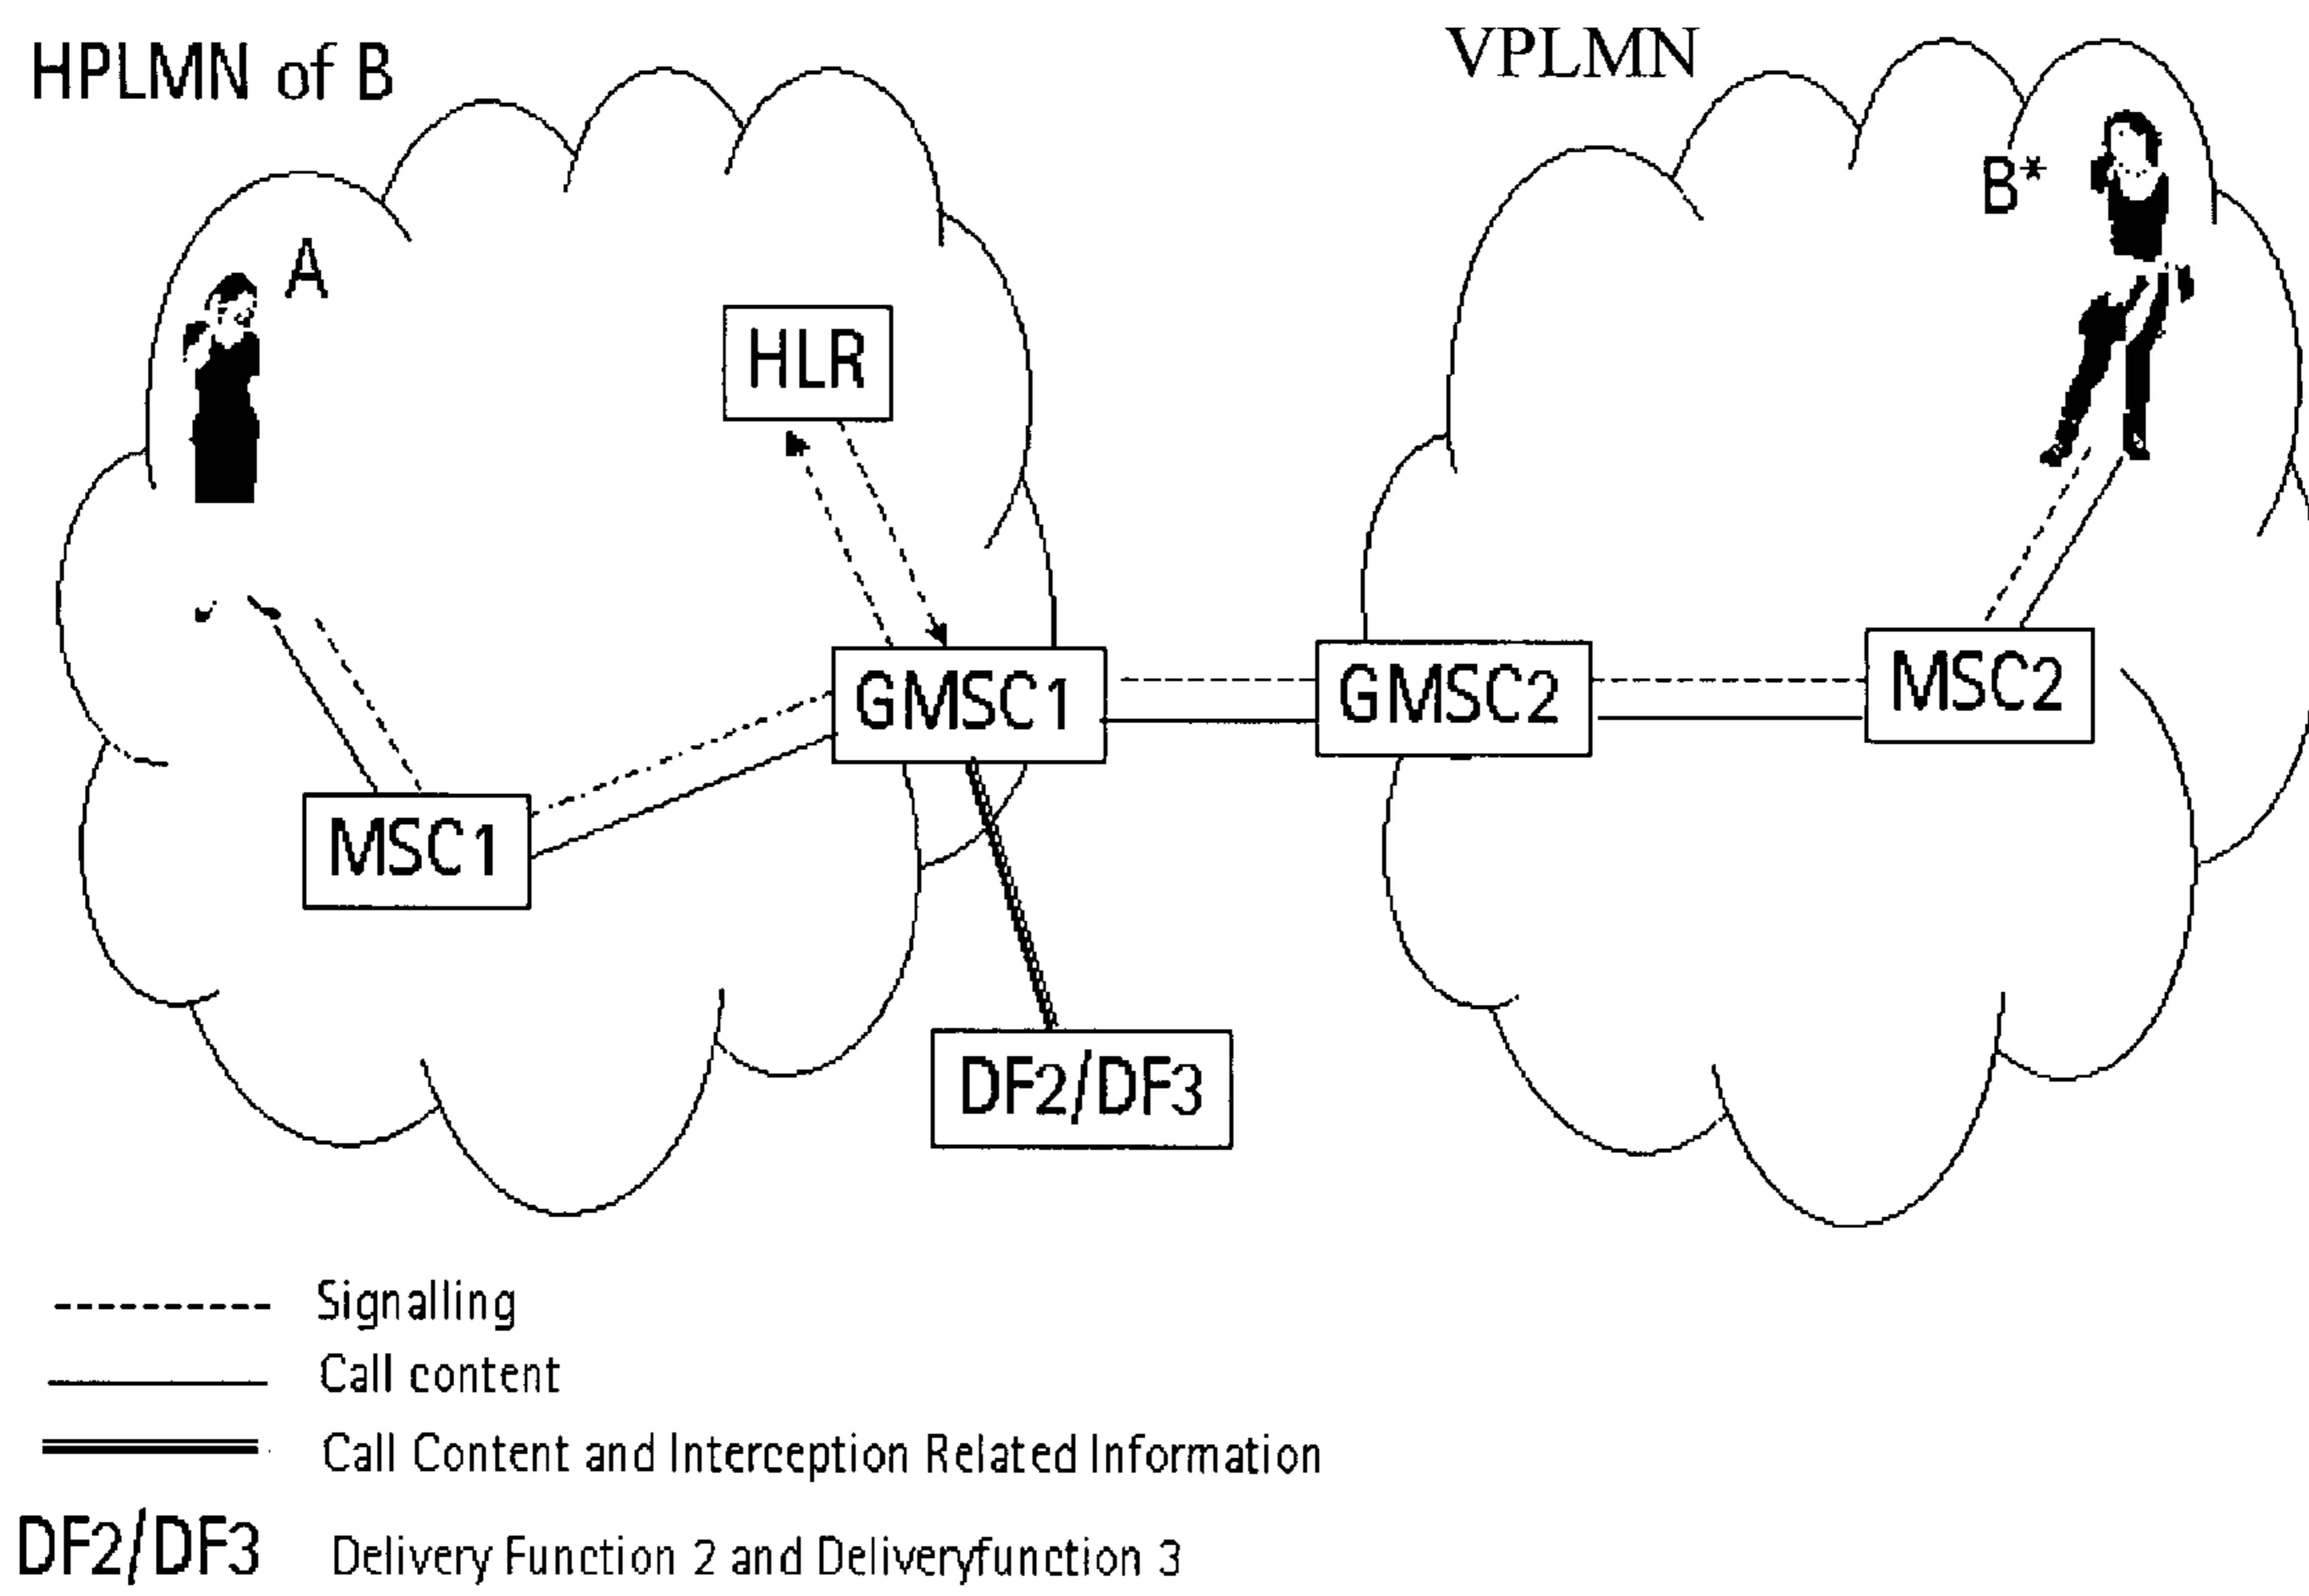 HPLMN of B
VPLMN
B*
A
HLR
GMSC1
GMSC2
MSC2
MSC1
DF2/DF3
Signalling
Call content
Call Content and Interception Related Information
DF2/DF3 Delivery Function 2 and Deliveryfunction 3